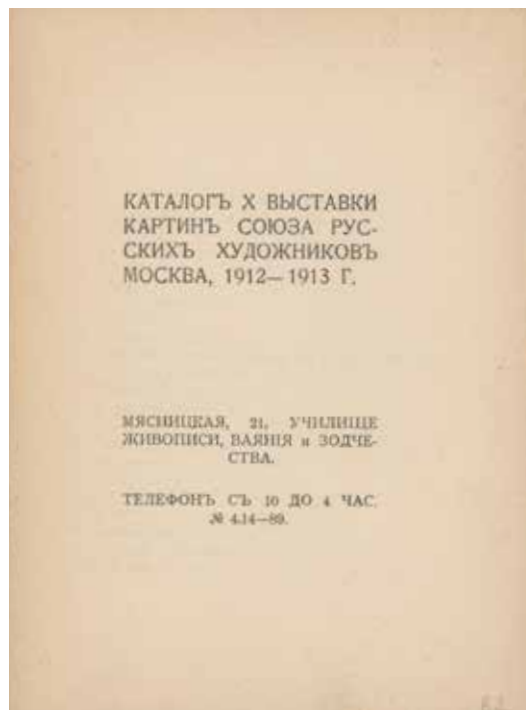 КАТАЛОГЪ X ВЫСТАВКИ
КАРТИНЪ СОЮЗА РУС-
СКИХЪ ХУДОЖНИКОВЪ
МОСКВА, 1912—1913 Г.
МЯСНИЦКАЯ, 21, УЧИЛИЩЕ
ЖИВОПИСИ, ВАЯНІЯ и ЗОДЧЕ-
СТВА.
ТЕЛЕФОНЪ СЪ 10 ДО 4 ЧАС.
№ 4.14—89.